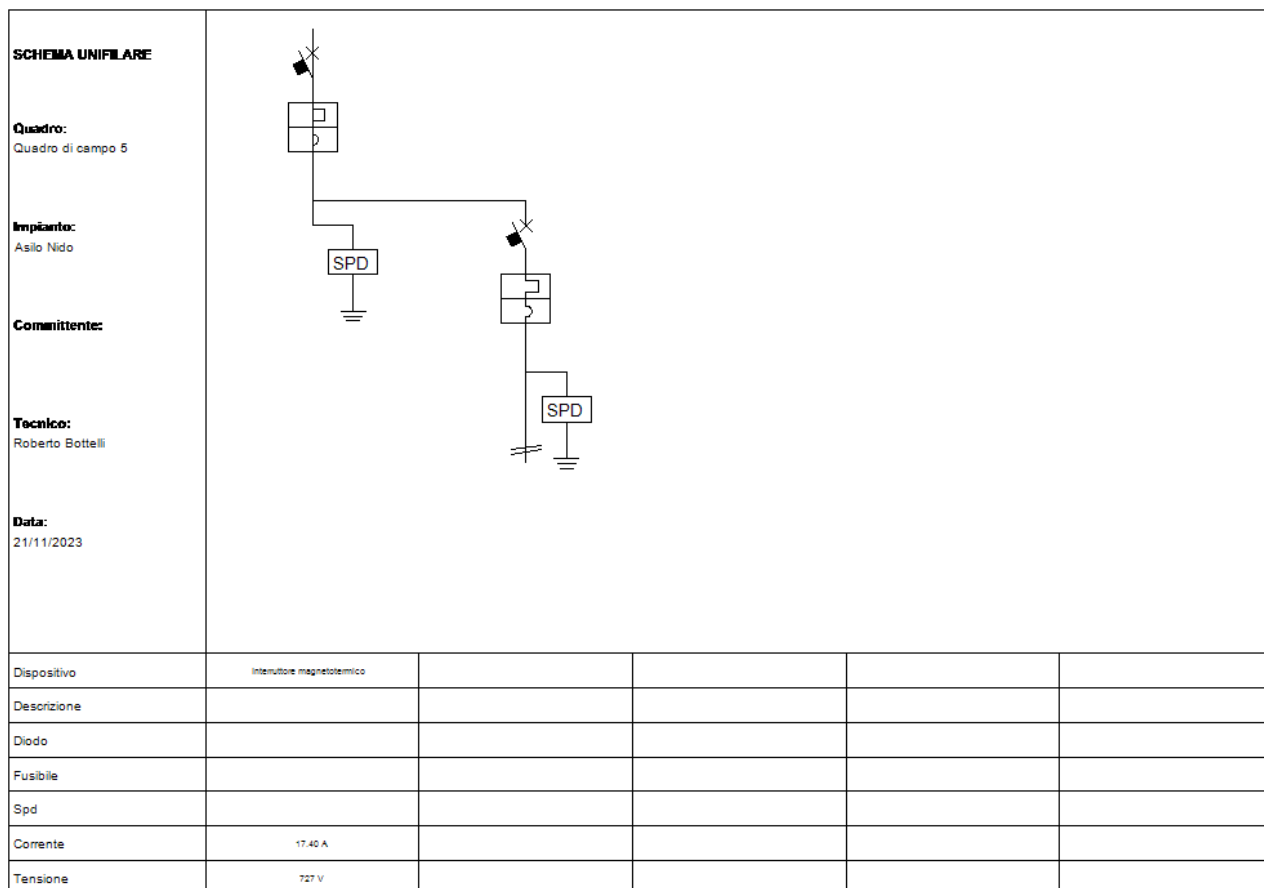 SCHEMA UNIFILARE
Quadro:
Quadro di campo 5
Impianto:
Asilo Nido
SPD
Committente:
SPD
Tecnico:
Roberto Bottelli
Data:
21/11/2023
Dispositivo Interruttore magnetotermico
Descrizione
Diodo
Fusibile
Spd
Corrente 17.40 A
Tensione 727 V